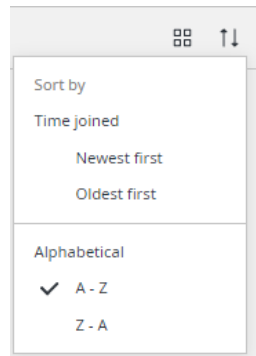 Sort by
Time joined
Newest first
Oldest first
Alphabetical
A - Z
Z - A